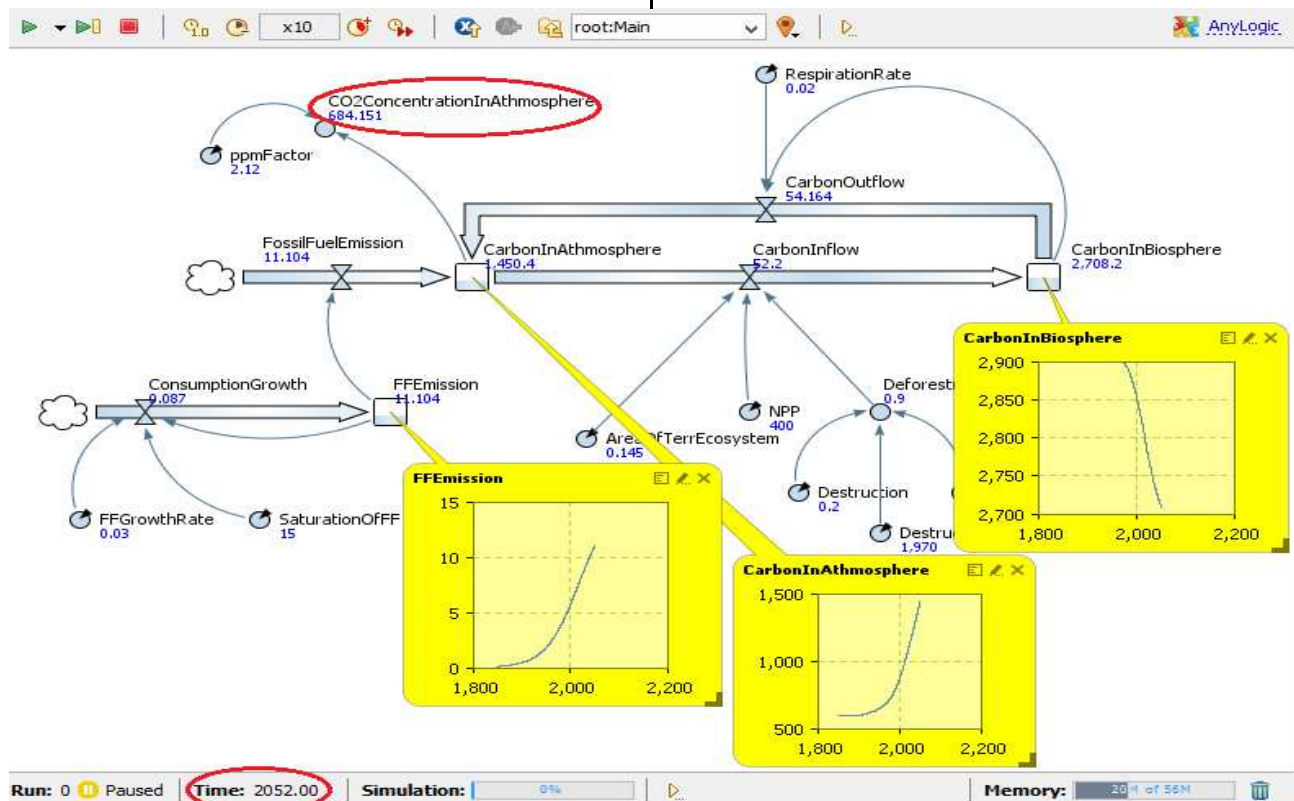 x10 root:Main AnyLogic
RespirationRate
0.02
CO2ConcentrationInAthmosphere
684.151
ppmFactor
2.12
CarbonOutflow
54.164
FossilFuelEmission
11.104
CarbonInAthmosphere
1,450.4
CarbonInflow
52.2
CarbonInBiosphere
2,708.2
CarbonInBiosphere
2,900
2,850
2,800
2,750
2,700
1,800 2,000 2,200
ConsumptionGrowth
0.087
FFEmission
11.104
NPP
400
Deforest
0.9
AreaOfTerrEcosystem
0.145
FFGrowthRate
0.03
SaturationOfFF
15
Destruction
0.2
Destru
1,970
FFEmission
15
10
5
0
1,800 2,000 2,200
CarbonInAthmosphere
1,500
1,000
500
1,800 2,000 2,200
Run: 0 Paused Time: 2052.00 Simulation: 0% Memory: 20M of 56M